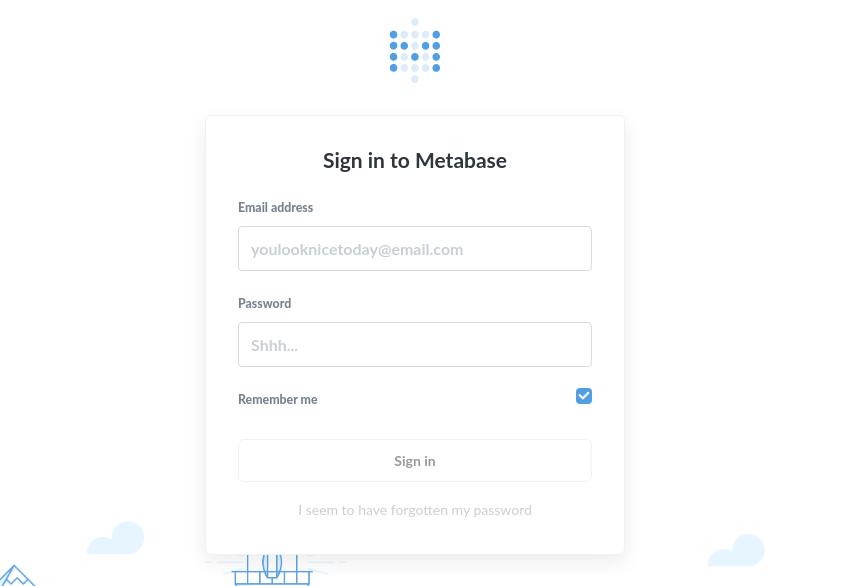 Sign in to Metabase
Email address
youlooknicetoday@email.com
Password
Shhh...
Remember me
Sign in
I seem to have forgotten my password